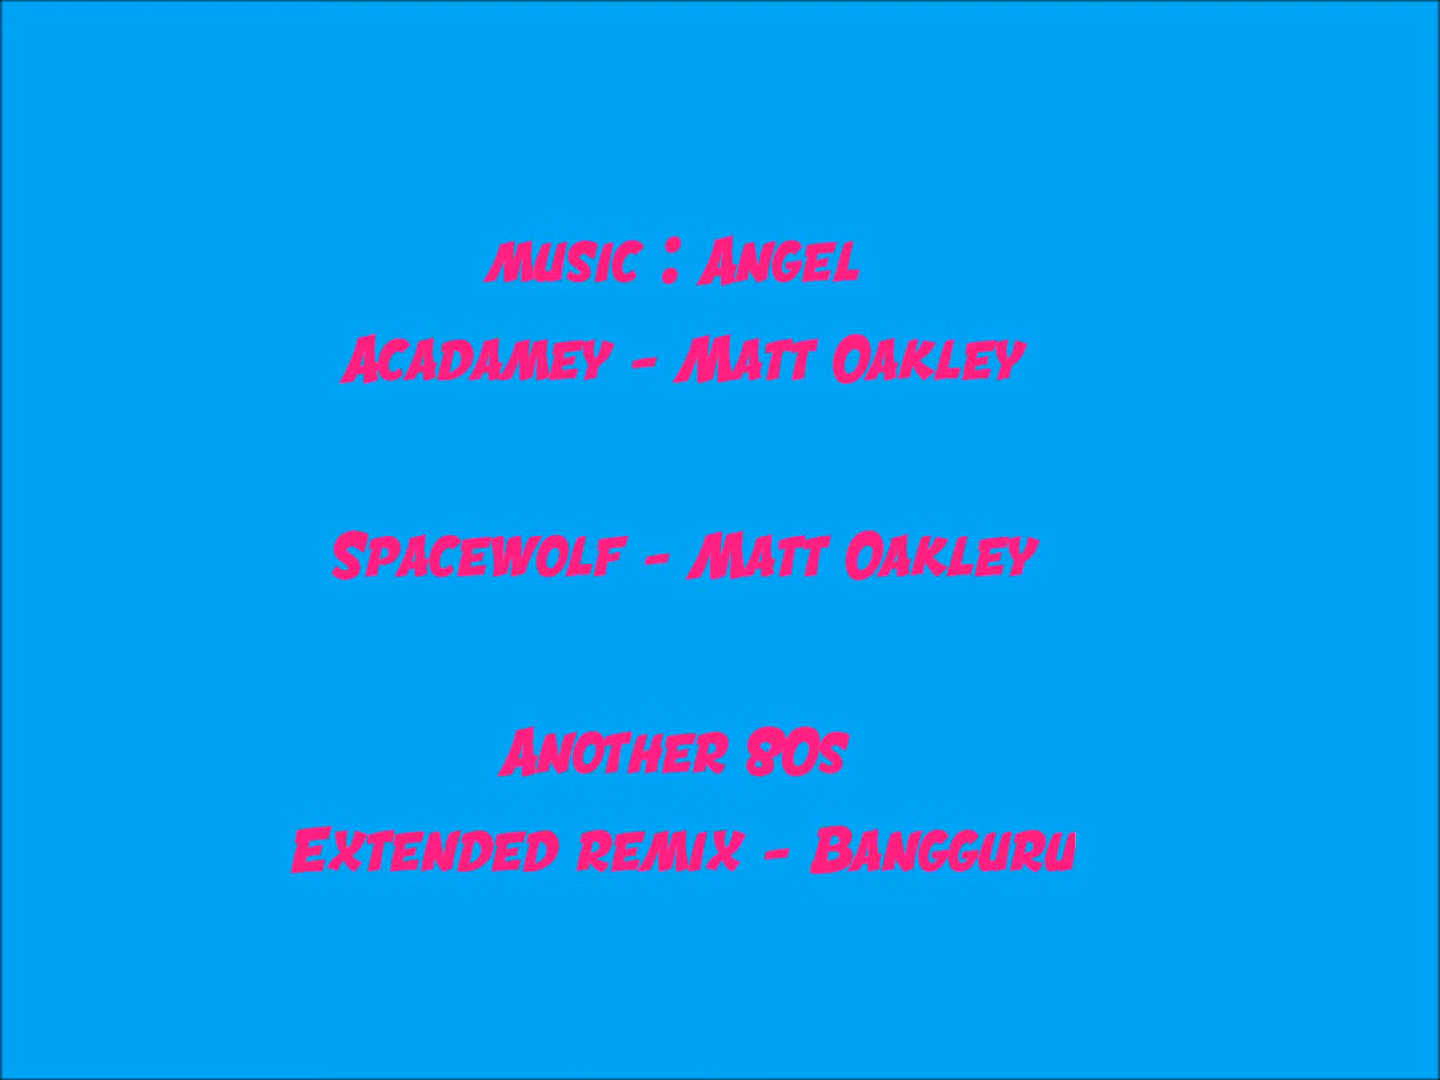 music : Angel
Acadamey - Matt Oakley
Spacewolf - Matt Oakley
Another 80s
Extended remix - Bangguru